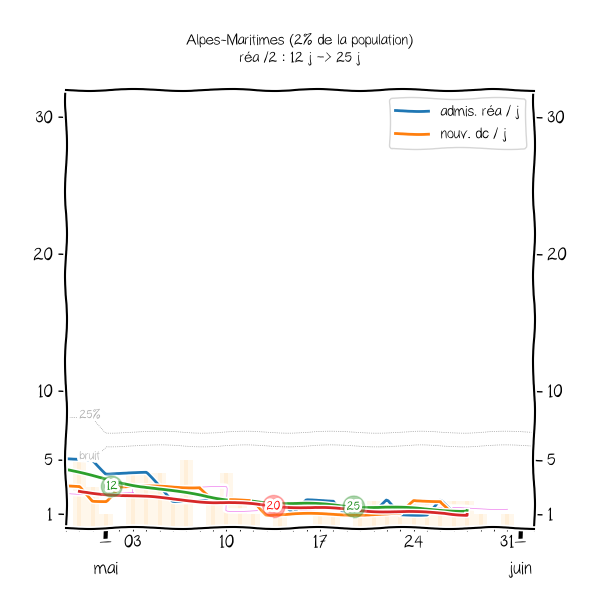 Alpes-Maritimes (2% de la population)
réa /2 : 12 j -> 25 j
admis. réa / j
nouv. dc / j
30
30
20
20
10
10
25%
bruit
5
5
12
20
25
1
1
03
10
17
24
31
mai
juin